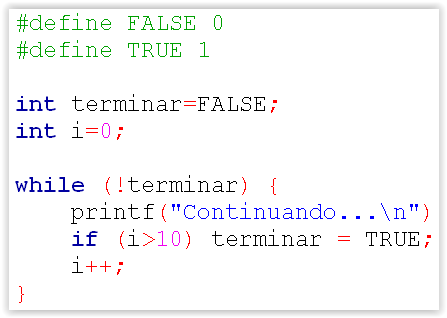 #define FALSE 0
#define TRUE 1
int terminar=FALSE;
int i=0;
while (!terminar) {
printf("Continuando...\n")
if (i>10) terminar = TRUE;
i++;
}